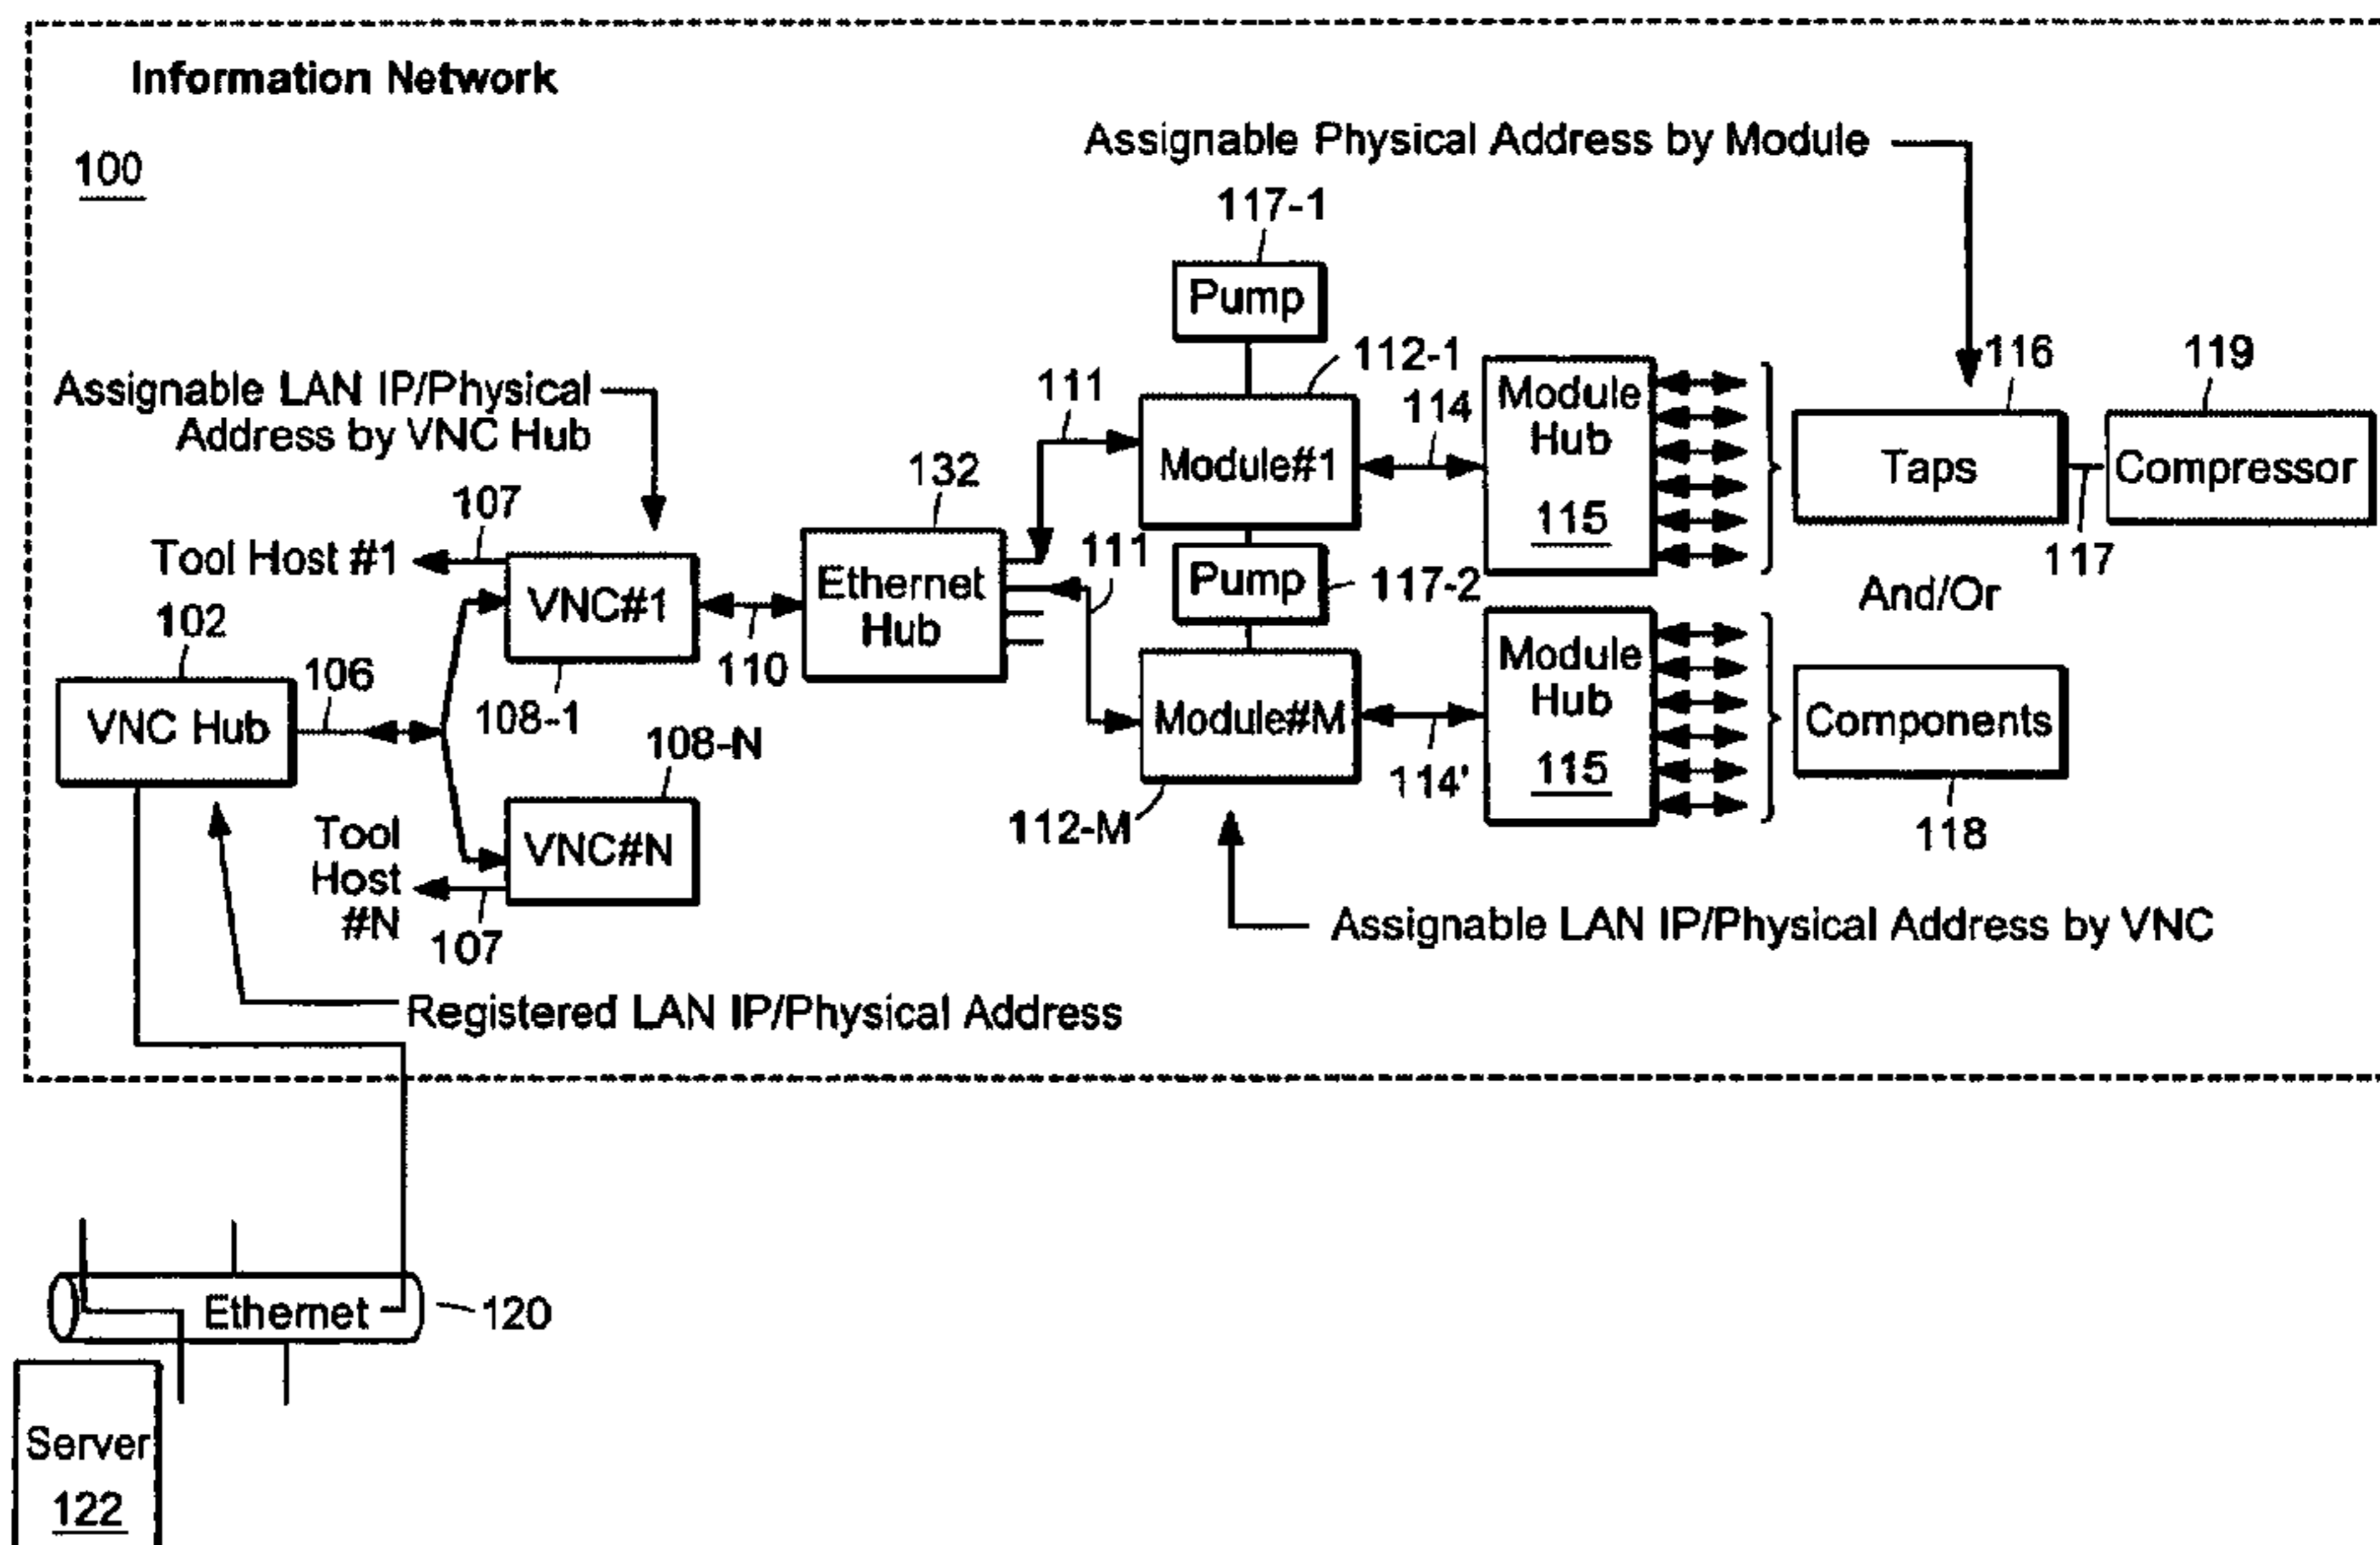 Information Network
100
Assignable Physical Address by Module
117-1
Pump
Assignable LAN IP/Physical
Address by VNC Hub
111
112-1
114
Module
Hub
115
116
119
Module#1
Taps
Compressor
117
107
132
Tool Host #1
VNC#1
Ethernet
Hub
111
Pump
117-2
And/Or
102
106
110
108-1
VNC Hub
108-N
Module#M
114'
Module
Hub
115
Components
118
112-M
Tool
Host
#N
VNC#N
107
Assignable LAN IP/Physical Address by VNC
Registered LAN IP/Physical Address
Ethernet
120
Server
122